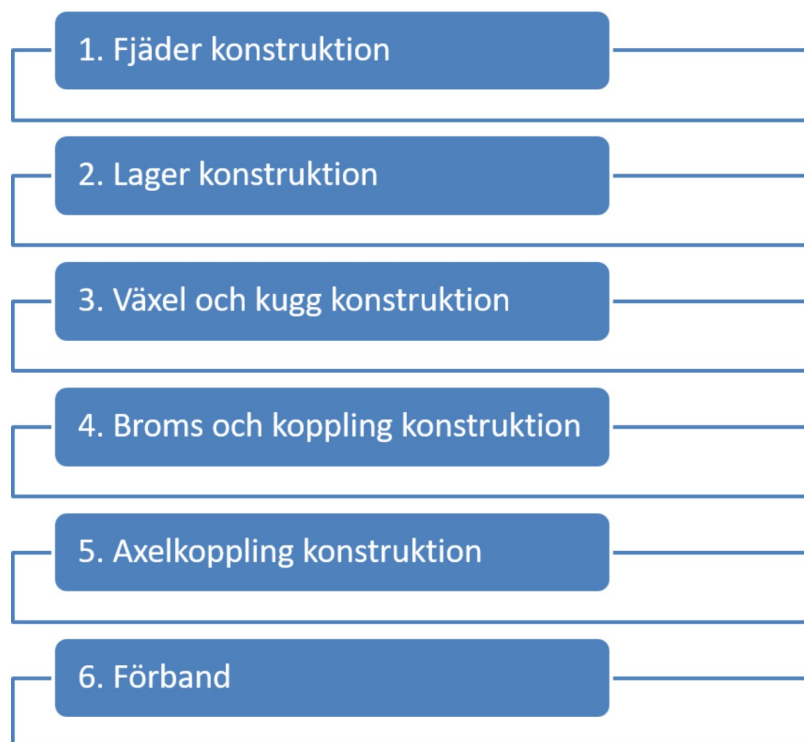 1. Fjäder konstruktion
2. Lager konstruktion
3. Växel och kugg konstruktion
4. Broms och koppling konstruktion
5. Axelkoppling konstruktion
6. Förband